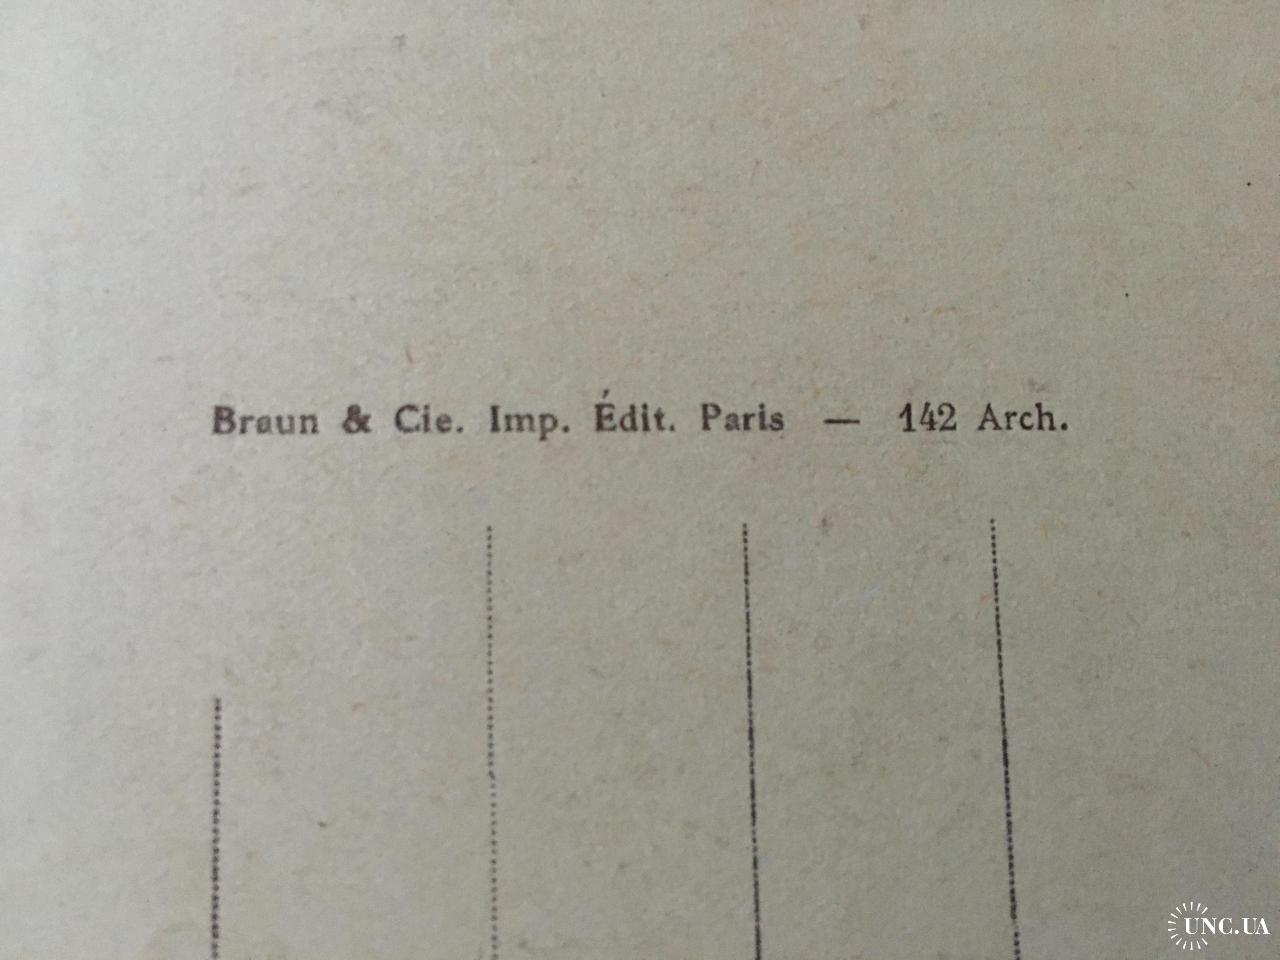 Braun & Cie. Imp. Édit. Paris — 142 Arch.
UNC.UA